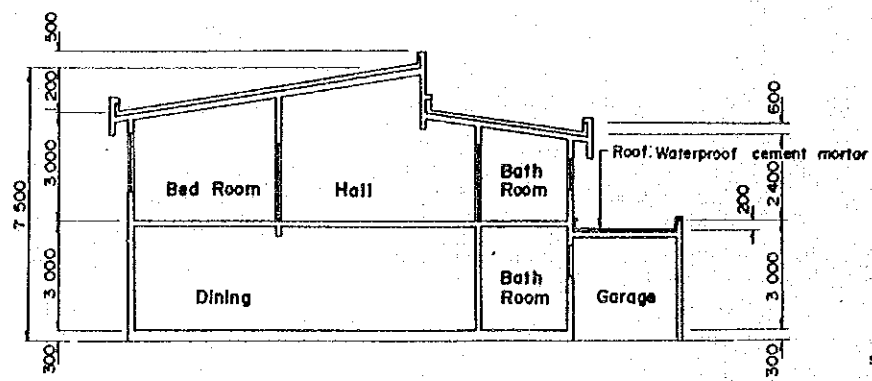 500
1 200
600
3 000
7 500
Roof: Waterproof cement mortor
Bed Room
Hall
Bath
Room
2 400
200
3 000
Dining
Bath
Room
Garage
3 000
300
300